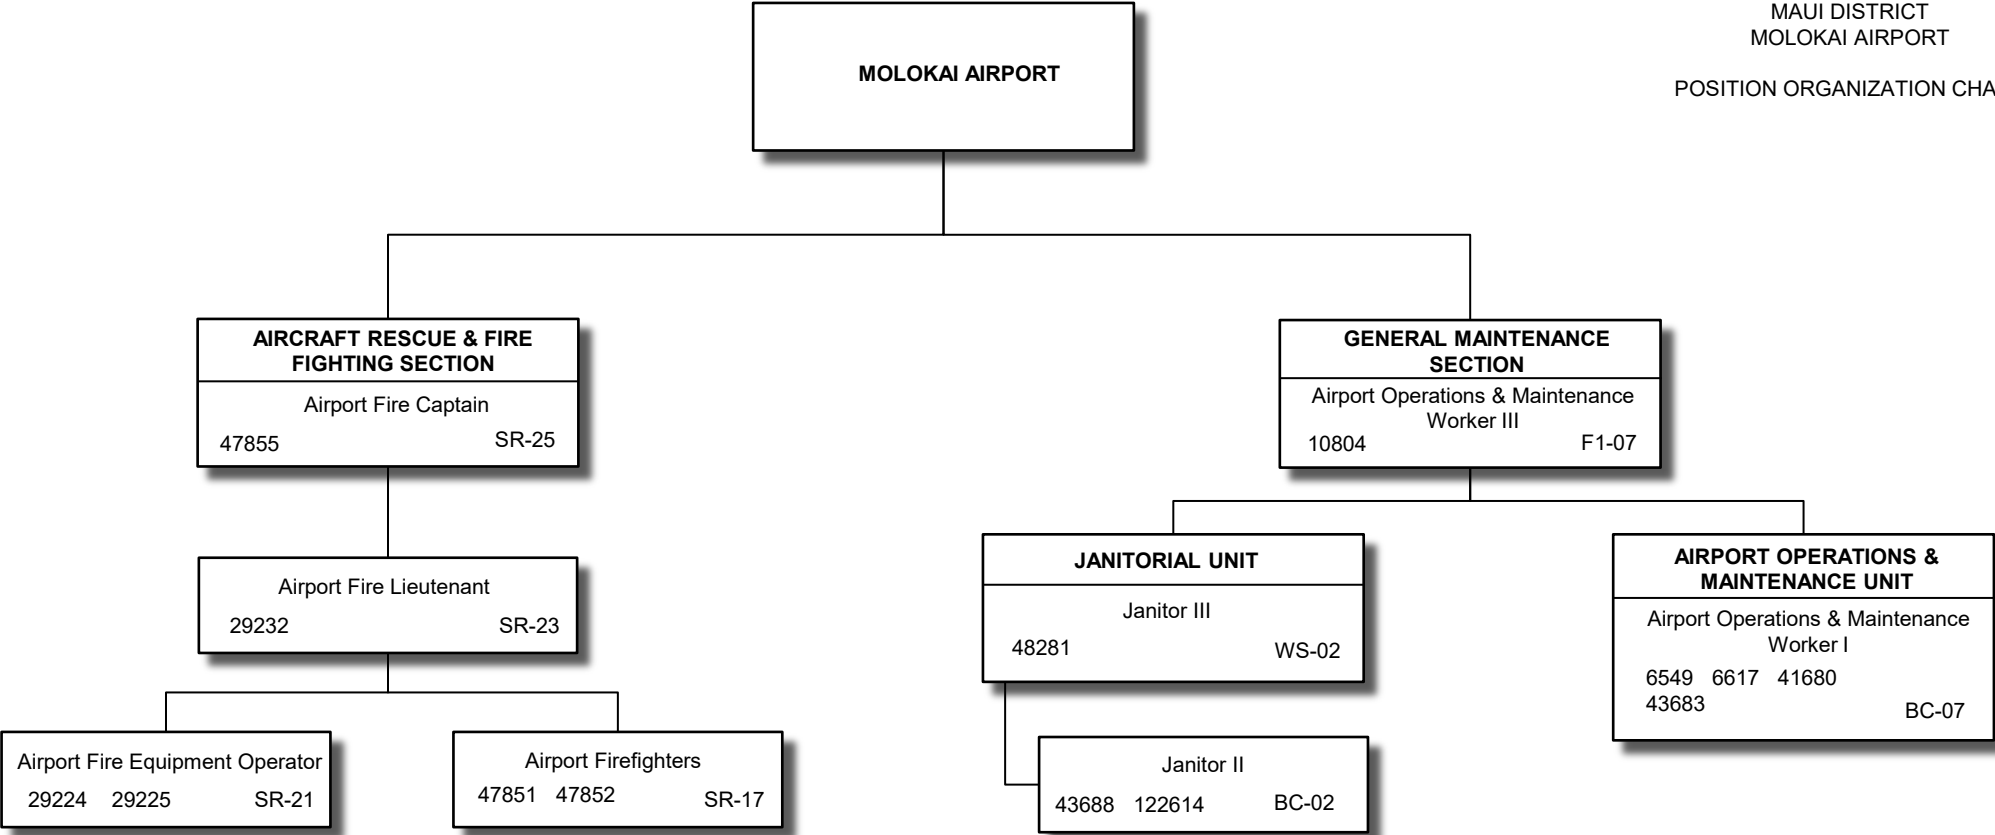 MAUI DISTRICT
MOLOKAI AIRPORT
POSITION ORGANIZATION CHA
MOLOKAI AIRPORT
AIRCRAFT RESCUE & FIRE
FIGHTING SECTION
Airport Fire Captain
47855 SR-25
GENERAL MAINTENANCE
SECTION
Airport Operations & Maintenance
Worker III
10804 F1-07
Airport Fire Lieutenant
29232 SR-23
JANITORIAL UNIT
Janitor III
48281 WS-02
AIRPORT OPERATIONS &
MAINTENANCE UNIT
Airport Operations & Maintenance
Worker I
6549 6617 41680
43683 BC-07
Airport Fire Equipment Operator
29224 29225 SR-21
Airport Firefighters
47851 47852 SR-17
Janitor II
43688 122614 BC-02